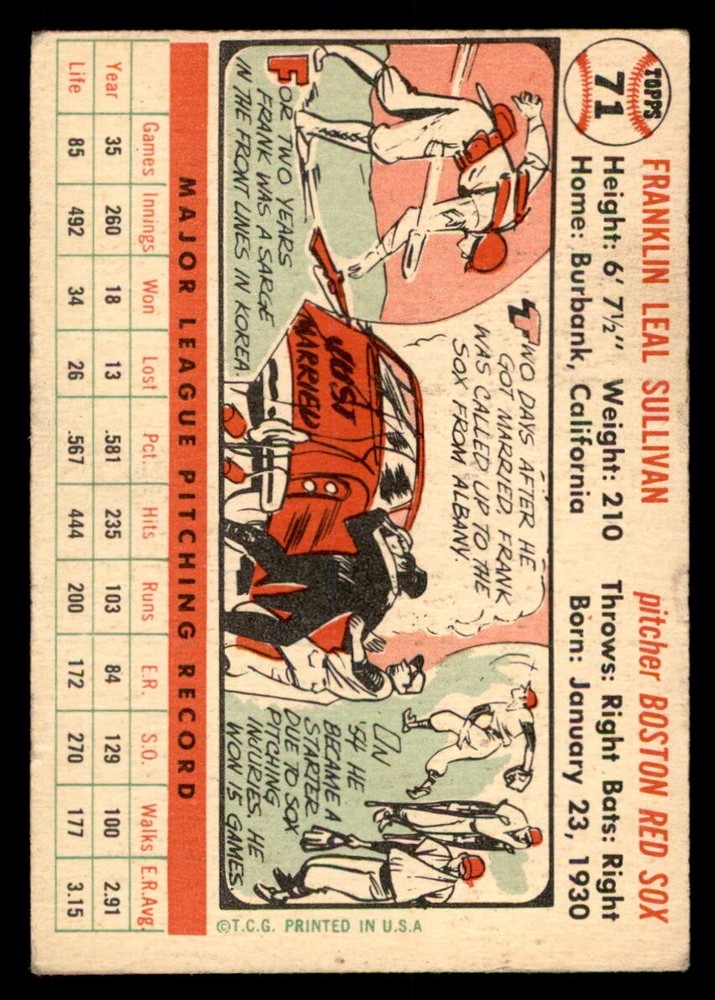 TOPPS
71
FRANKLIN LEAL SULLIVAN pitcher BOSTON RED SOX
Height: 6' 7½" Weight: 210 Throws: Right Bats: Right
Home: Burbank, California Born: January 23, 1930
FOR TWO YEARS
FRANK WAS A SARGE
IN THE FRONT LINES IN KOREA.
TWO DAYS AFTER HE
GOT MARRIED, FRANK
WAS CALLED UP TO THE
SOX FROM ALBANY.
JUST
MARRIED
IN
'54 HE
BECAME A
STARTER
DUE TO SOX
PITCHING
INJURIES. HE
WON 15 GAMES.
©T.C.G. PRINTED IN U.S.A
MAJOR LEAGUE PITCHING RECORD
Games Innings Won Lost Pct. Hits Runs E.R. S.O. Walks E.R.Avg.
Year 35 260 18 13 .581 235 103 84 129 100 2.91
Life 85 492 34 26 .567 444 200 172 270 177 3.15